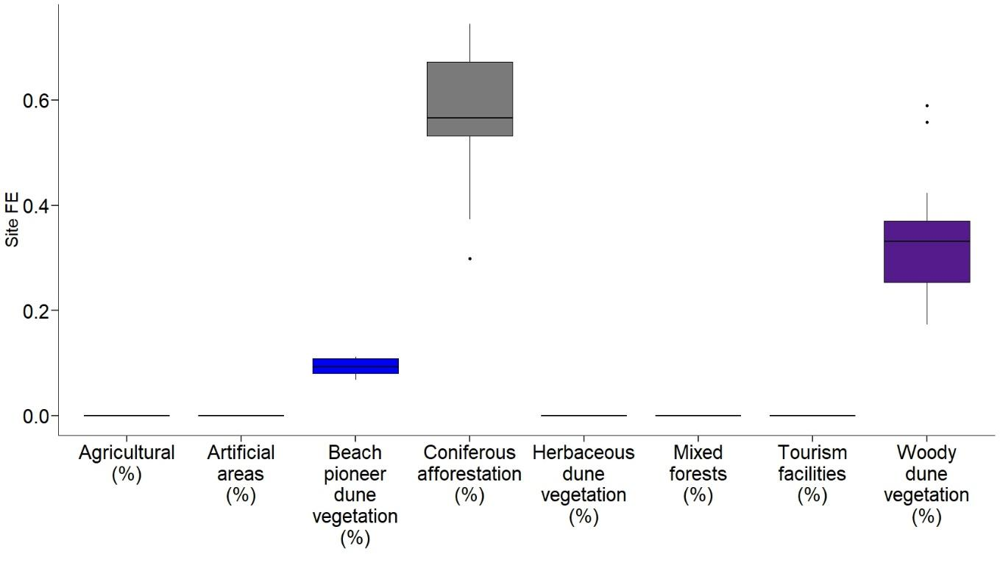 Site FE
0.6
0.4
0.2
0.0
Agricultural
(%)
Artificial
areas
(%)
Beach
pioneer
dune
vegetation
(%)
Coniferous
afforestation
(%)
Herbaceous
dune
vegetation
(%)
Mixed
forests
(%)
Tourism
facilities
(%)
Woody
dune
vegetation
(%)